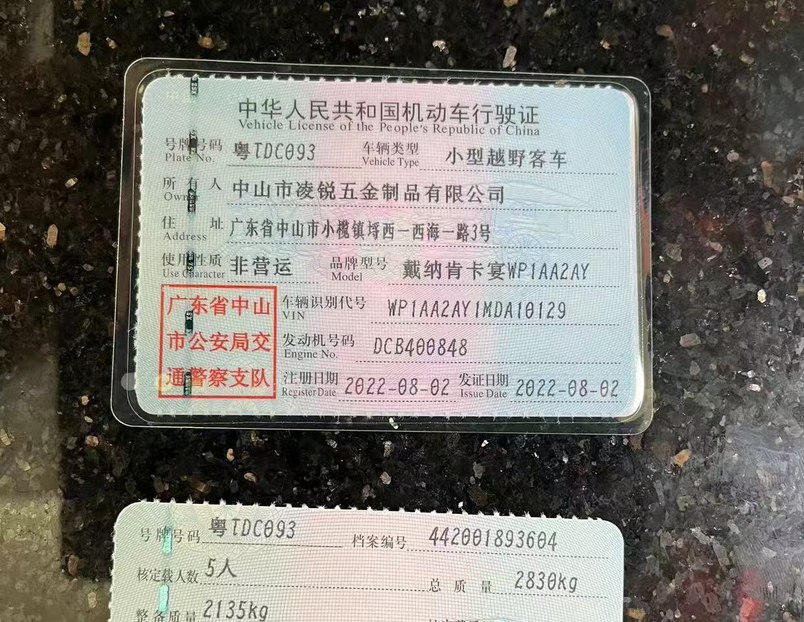 中华人民共和国机动车行驶证
Vehicle License of the People's Republic of China
号牌号码 粤TDC093 车辆类型 小型越野客车
Plate No. Vehicle Type
所有人 中山市凌锐五金制品有限公司
Owner
住址 广东省中山市小榄镇埒西一西海一路3号
Address
使用性质 非营运 品牌型号 戴纳肯卡宴WP1AA2AY
Use Character Model
广东省中山 车辆识别代号 WP1AA2AY1MDA10129
VIN
市公安局交 发动机号码 DCB400848
Engine No.
通警察支队 注册日期 2022-08-02 发证日期 2022-08-02
Register Date Issue Date
号牌号码 粤TDC093 档案编号 442001893604
核定载人数 5人 总质量 2830kg
整备质量 2135kg